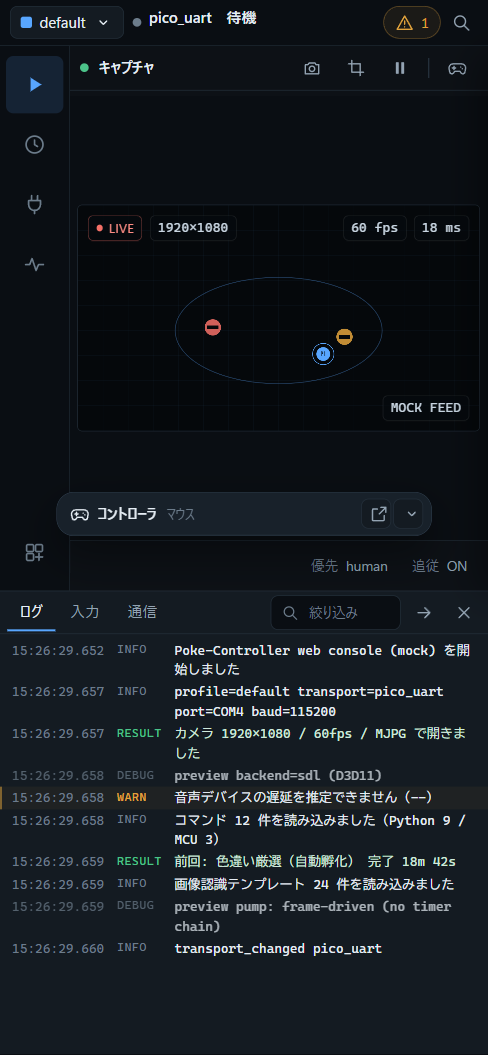 default
pico_uart 待機
1
キャプチャ
LIVE
1920×1080
60 fps
18 ms
MOCK FEED
コントローラ マウス
優先 human 追従 ON
ログ 入力 通信
絞り込み
15:26:29.652 INFO Poke-Controller web console (mock) を開
始しました
15:26:29.657 INFO profile=default transport=pico_uart
port=COM4 baud=115200
15:26:29.657 RESULT カメラ 1920×1080 / 60fps / MJPG で開きま
した
15:26:29.658 DEBUG preview backend=sdl (D3D11)
15:26:29.658 WARN 音声デバイスの遅延を推定できません (--)
15:26:29.658 INFO コマンド 12 件を読み込みました (Python 9 /
MCU 3)
15:26:29.659 RESULT 前回: 色違い厳選 (自動孵化) 完了 18m 42s
15:26:29.659 INFO 画像認識テンプレート 24 件を読み込みました
15:26:29.659 DEBUG preview pump: frame-driven (no timer
chain)
15:26:29.660 INFO transport_changed pico_uart